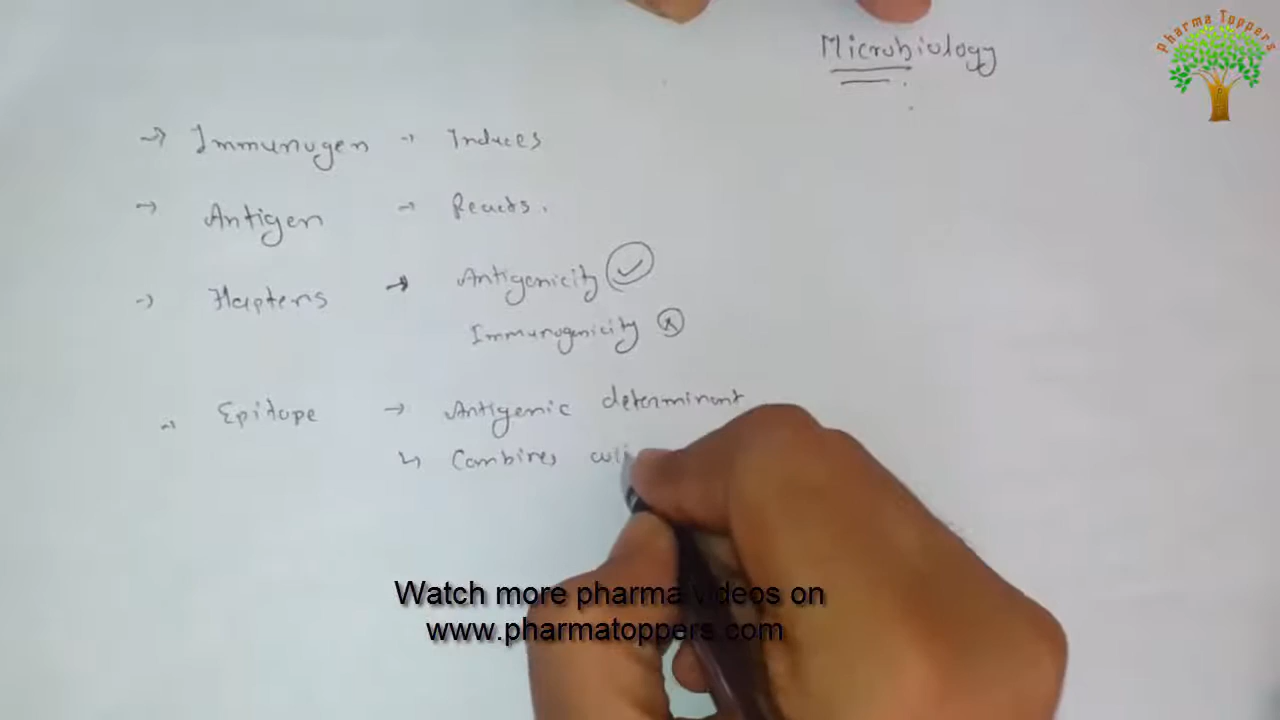 Pharma Toppers
Microbiology
→ Immunogen → Induces
→ Antigen → Reacts.
→ Haptens → Antigenicity ✓
Immunogenicity x
→ Epitope → Antigenic determinant
↳ Combines
Watch more pharma videos on
www.pharmatoppers.com